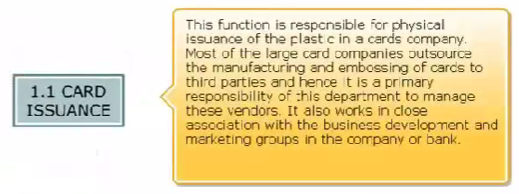 This function is responsible for physical
issuance of the plastic in a cards company.
Most of the large card companies outsource
the manufacturing and embossing of cards to
third parties and hence it is a primary
responsibility of this department to manage
these vendors. It also works in close
association with the business development and
marketing groups in the company or bank.
1.1 CARD
ISSUANCE